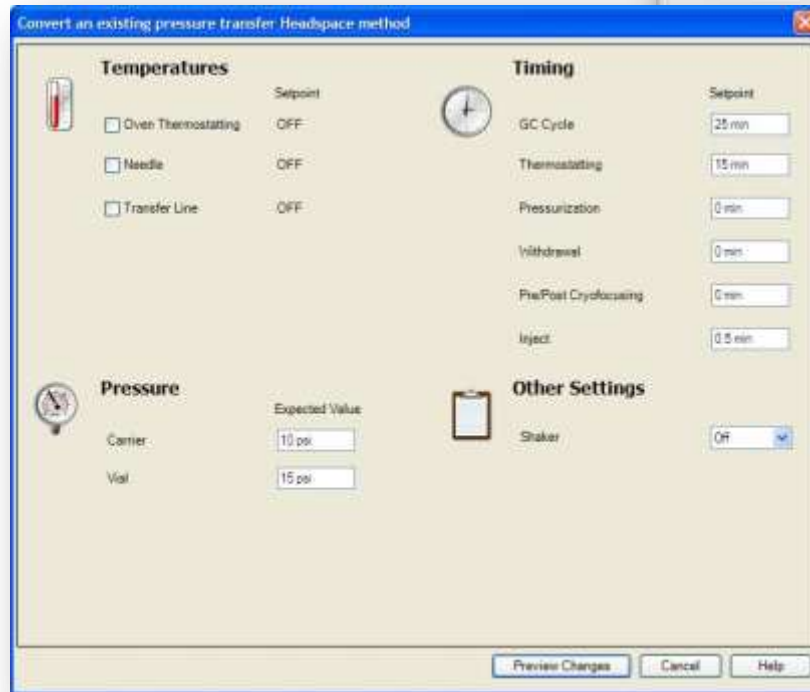 Convert an existing pressure transfer Headspace method
Temperatures
Setpoint
Oven Thermostatting OFF
Needle OFF
Transfer Line OFF
Timing
Setpoint
GC Cycle 25 min
Thermostatting 15 min
Pressurization 0 min
Withdrawal 0 min
Pre/Post Cryofocusing 0 min
Inject 0.5 min
Pressure
Expected Value
Carrier 10 psi
Vial 15 psi
Other Settings
Shaker Off
Preview Changes Cancel Help